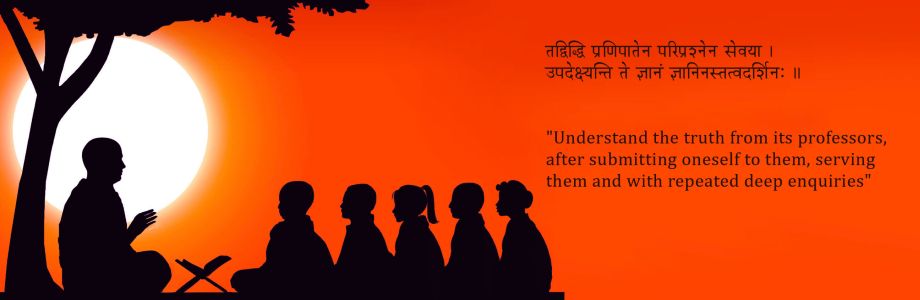 तद्विद्धि प्रणिपातेन परिप्रश्नेन सेवया ।
उपदेक्ष्यन्ति ते ज्ञानं ज्ञानिनस्तत्वदर्शिनः ॥
"Understand the truth from its professors,
after submitting oneself to them, serving
them and with repeated deep enquiries"